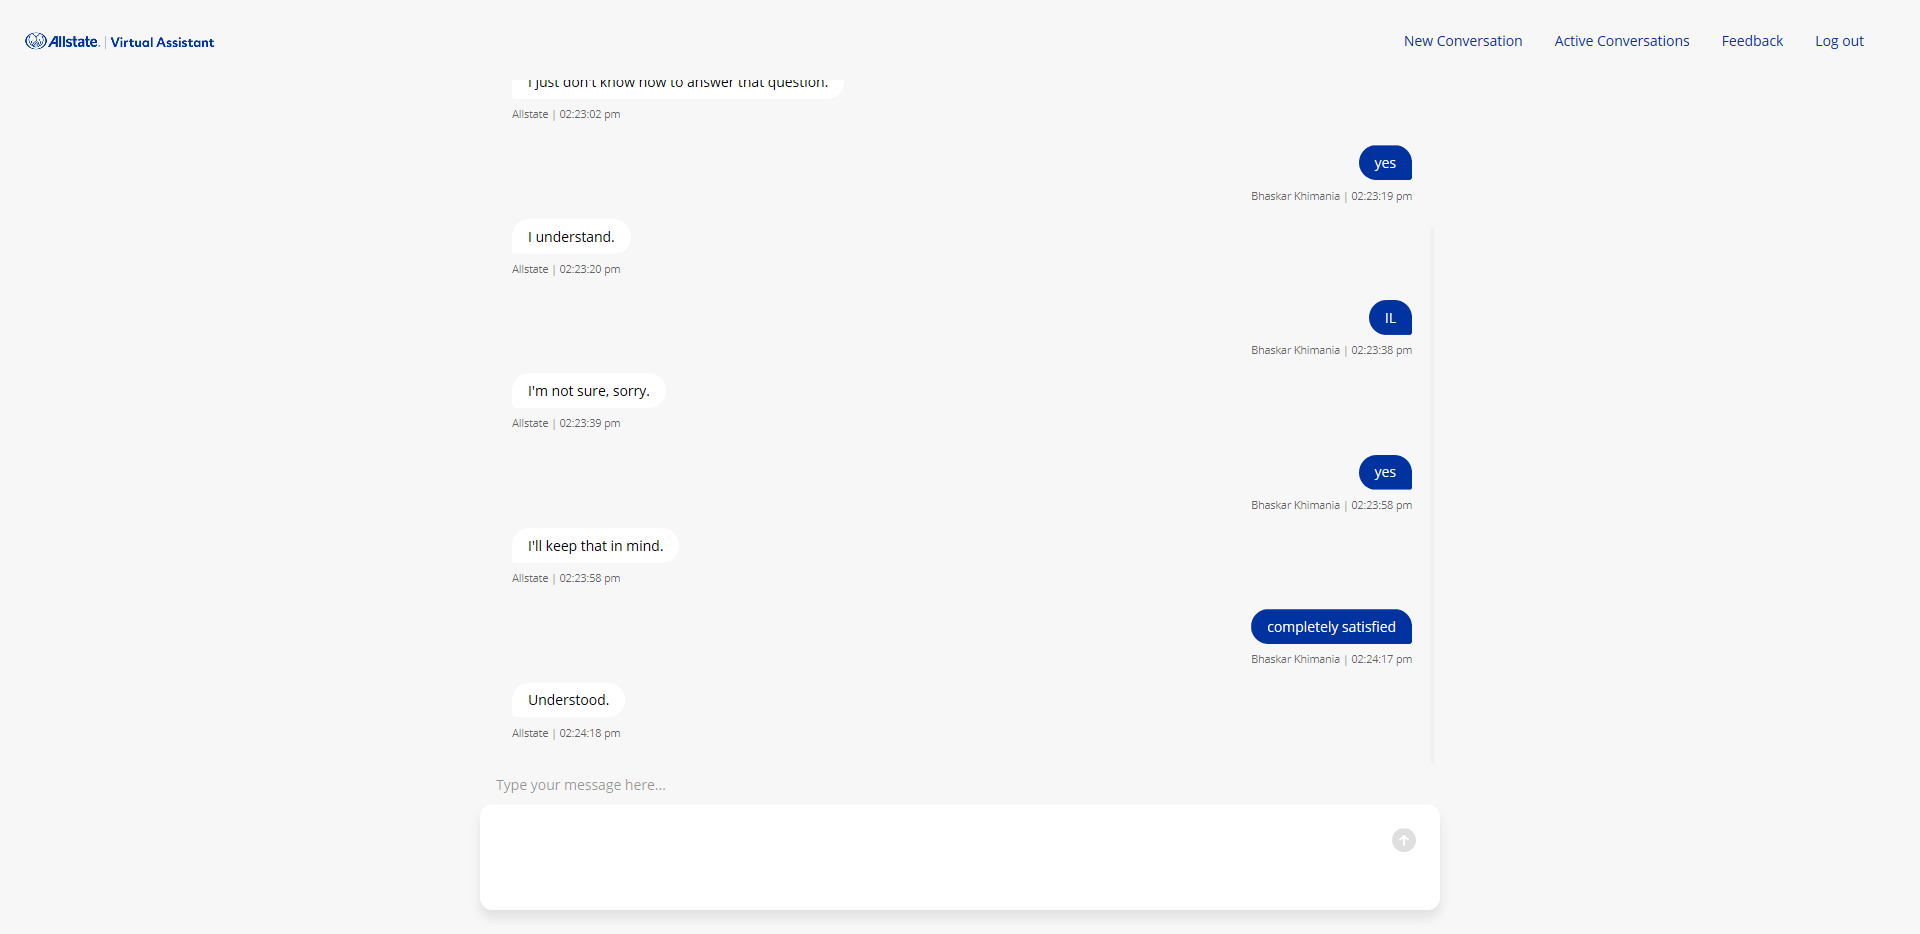 Allstate. | Virtual Assistant
New Conversation Active Conversations Feedback Log out
I just don't know how to answer that question.
Allstate | 02:23:02 pm
yes
Bhaskar Khimania | 02:23:19 pm
I understand.
Allstate | 02:23:20 pm
IL
Bhaskar Khimania | 02:23:38 pm
I'm not sure, sorry.
Allstate | 02:23:39 pm
yes
Bhaskar Khimania | 02:23:58 pm
I'll keep that in mind.
Allstate | 02:23:58 pm
completely satisfied
Bhaskar Khimania | 02:24:17 pm
Understood.
Allstate | 02:24:18 pm
Type your message here...